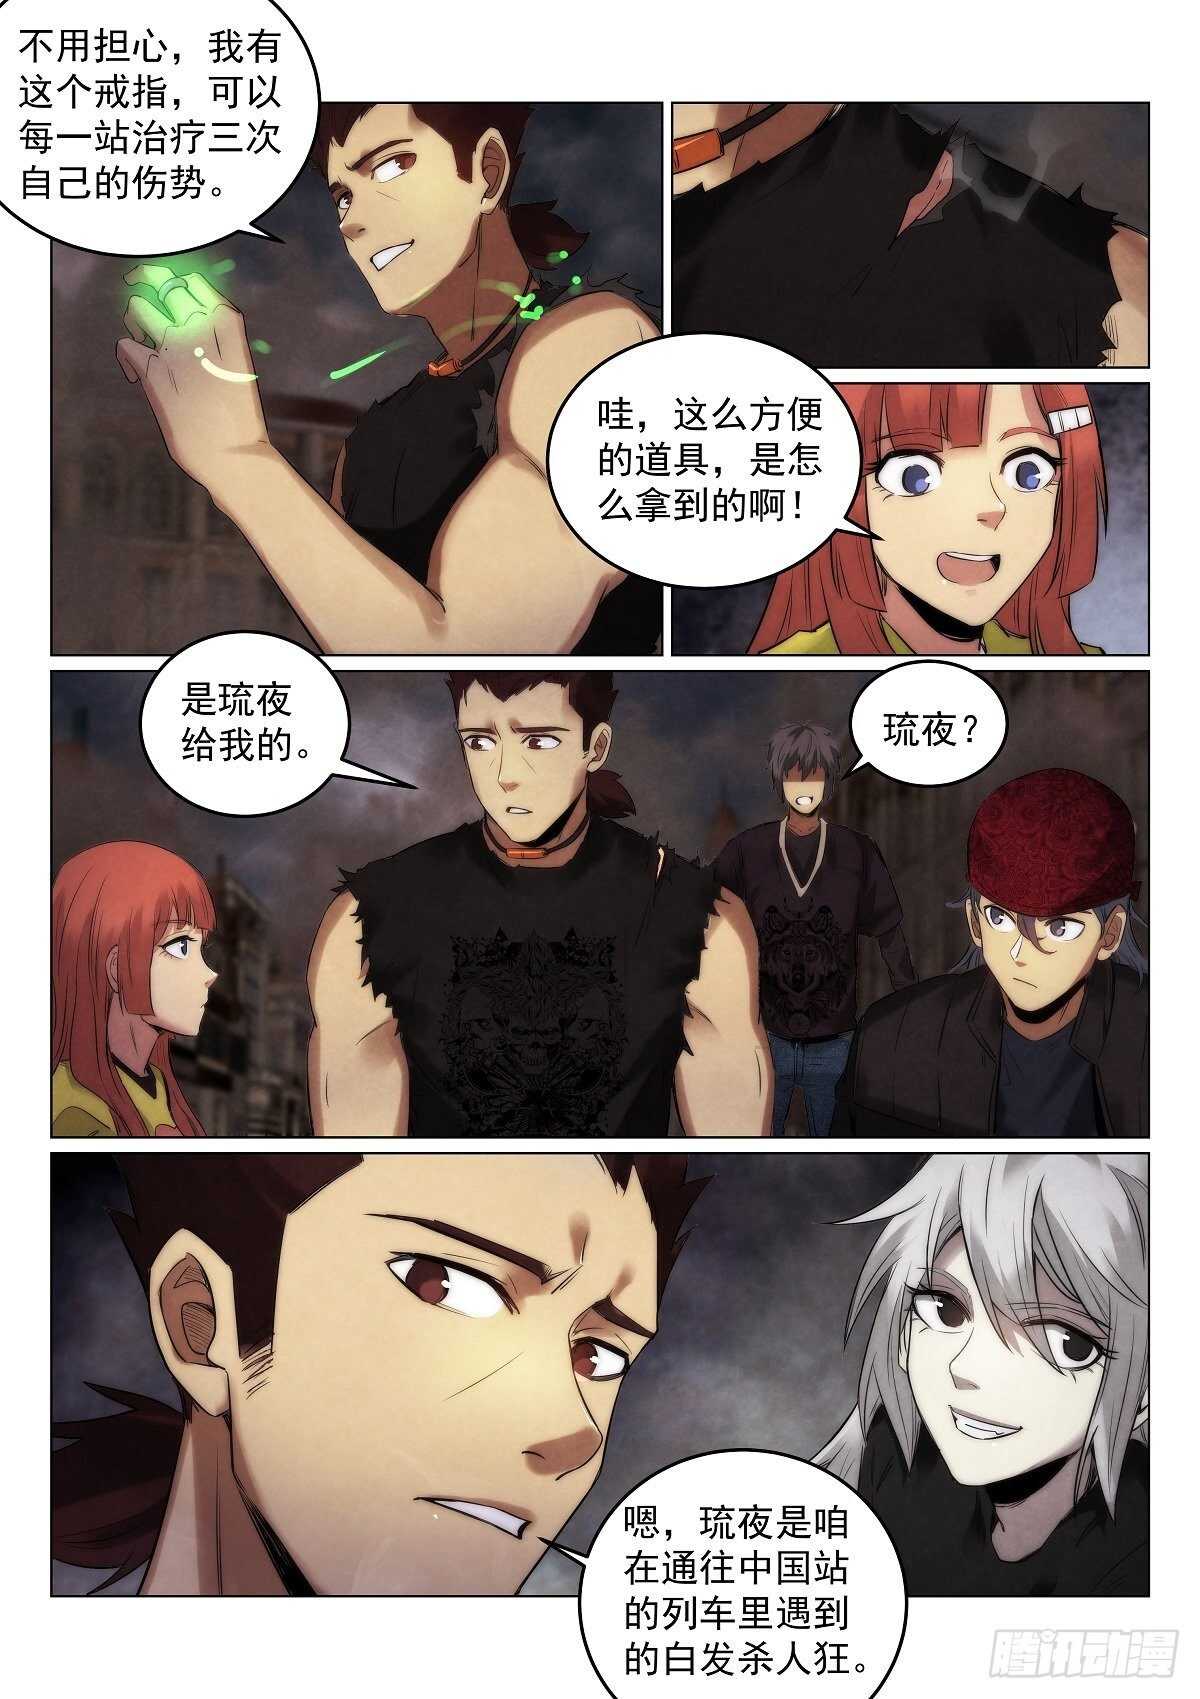 不用担心，我有
这个戒指，可以
每一站治疗三次
自己的伤势。
哇，这么方便
的道具，是怎
么拿到的啊！
是琉夜
给我的。
琉夜？
嗯，琉夜是咱
在通往中国站
的列车里遇到
的白发杀人狂。
腾讯动漫